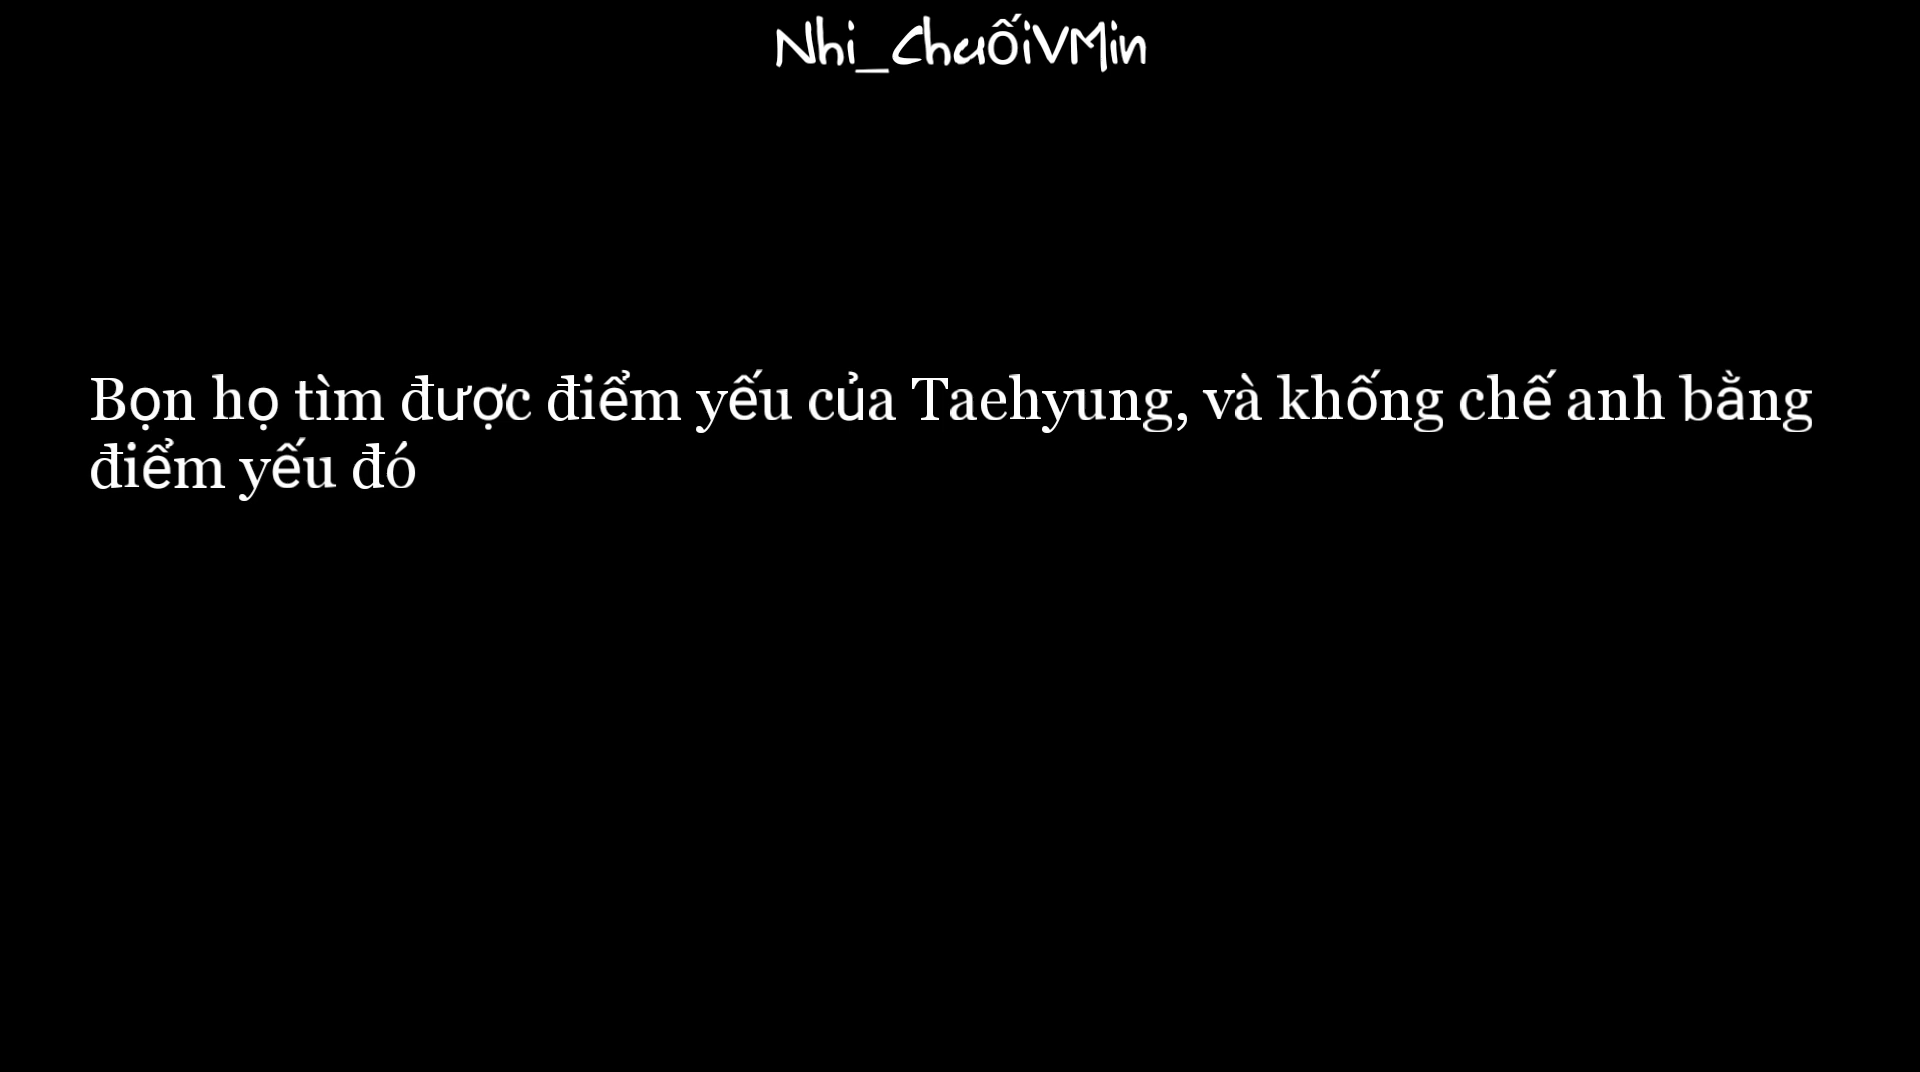 Nhi_ChuốiVMin
Bọn họ tìm được điểm yếu của Taehyung, và khống chế anh bằng
điểm yếu đó